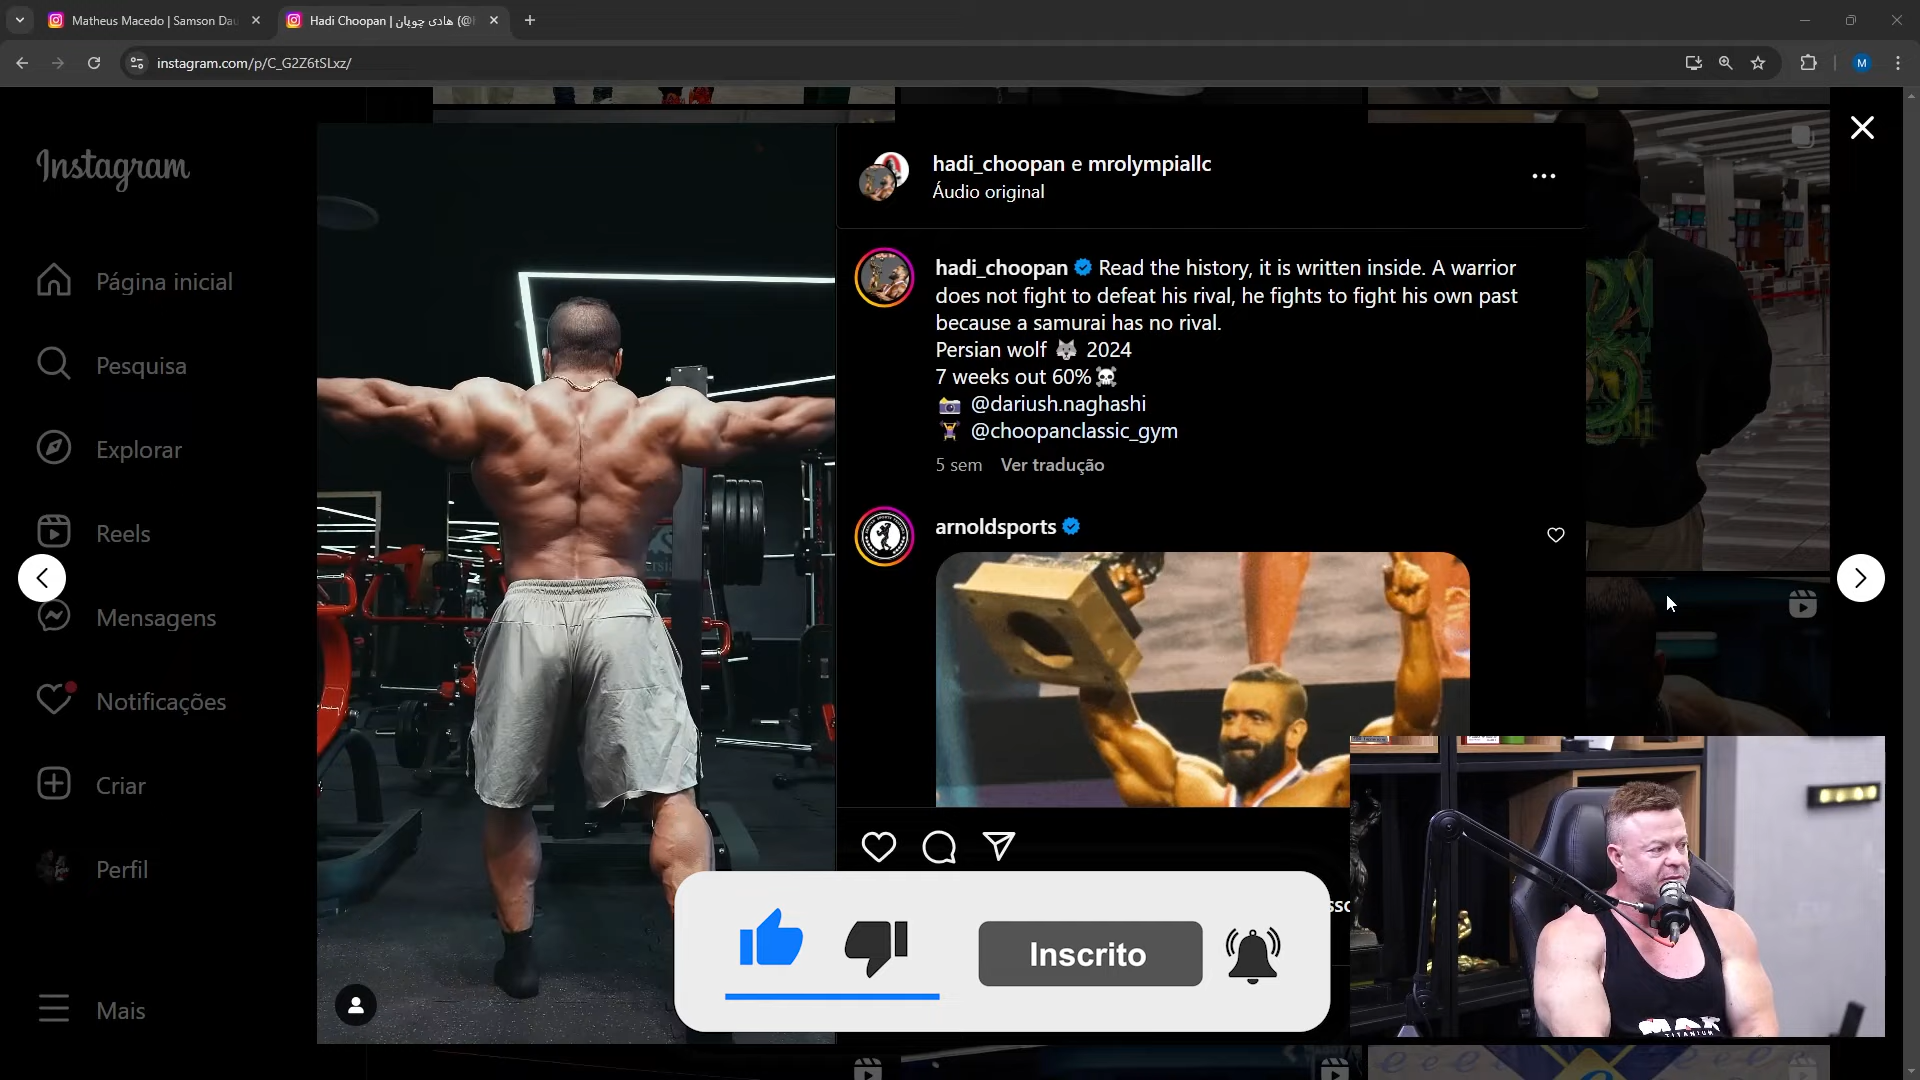 Matheus Macedo | Samson Dau
Hadi Choopan | هادی چوپان (@h
instagram.com/p/C_G2Z6tSLxz/
M
Instagram
hadi_choopan e mrolympiallc
Áudio original
hadi_choopan Read the history, it is written inside. A warrior
does not fight to defeat his rival, he fights to fight his own past
because a samurai has no rival.
Persian wolf 🐺 2024
7 weeks out 60%☠️
📸 @dariush.naghashi
🏋️ @choopanclassic_gym
5 sem Ver tradução
arnoldsports
Página inicial
Pesquisa
Explorar
Reels
Mensagens
Notificações
Criar
Perfil
Mais
Inscrito
MAX
TITANIUM